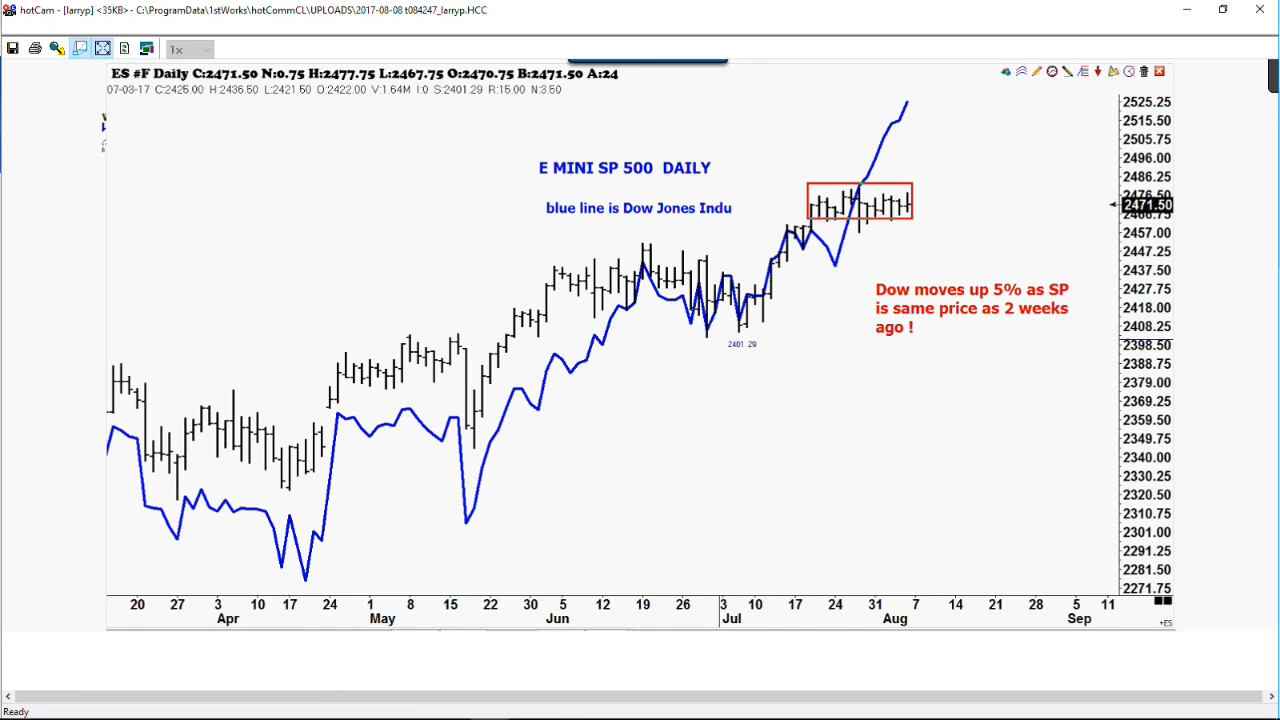 hotCam - [larryp] <35KB>- C:\ProgramData\1stWorks\hotCommCL\UPLOADS\2017-08-08 t084247_larryp.HCC
1x
ES #F Daily C:2471.50 N:0.75 H:2477.75 L:2467.75 O:2470.75 B:2471.50 A:24
07-03-17 C:2425.00 H:2436.50 L:2421.50 O:2422.00 V:1.64M I:0 S:2401.29 R:15.00 N:3.50
E MINI SP 500 DAILY
blue line is Dow Jones Indu
Dow moves up 5% as SP
is same price as 2 weeks
ago !
2401.29
2525.25
2515.50
2505.75
2496.00
2486.25
2476.50
2471.50
2466.75
2457.00
2447.25
2437.50
2427.75
2418.00
2408.25
2398.50
2388.75
2379.00
2369.25
2359.50
2349.75
2340.00
2330.25
2320.50
2310.75
2301.00
2291.25
2281.50
2271.75
20 27 3 10 17 24 1 8 15 22 30 5 12 19 26 3 10 17 24 31 7 14 21 28 5 11
Apr May Jun Jul Aug Sep
+ES
Ready